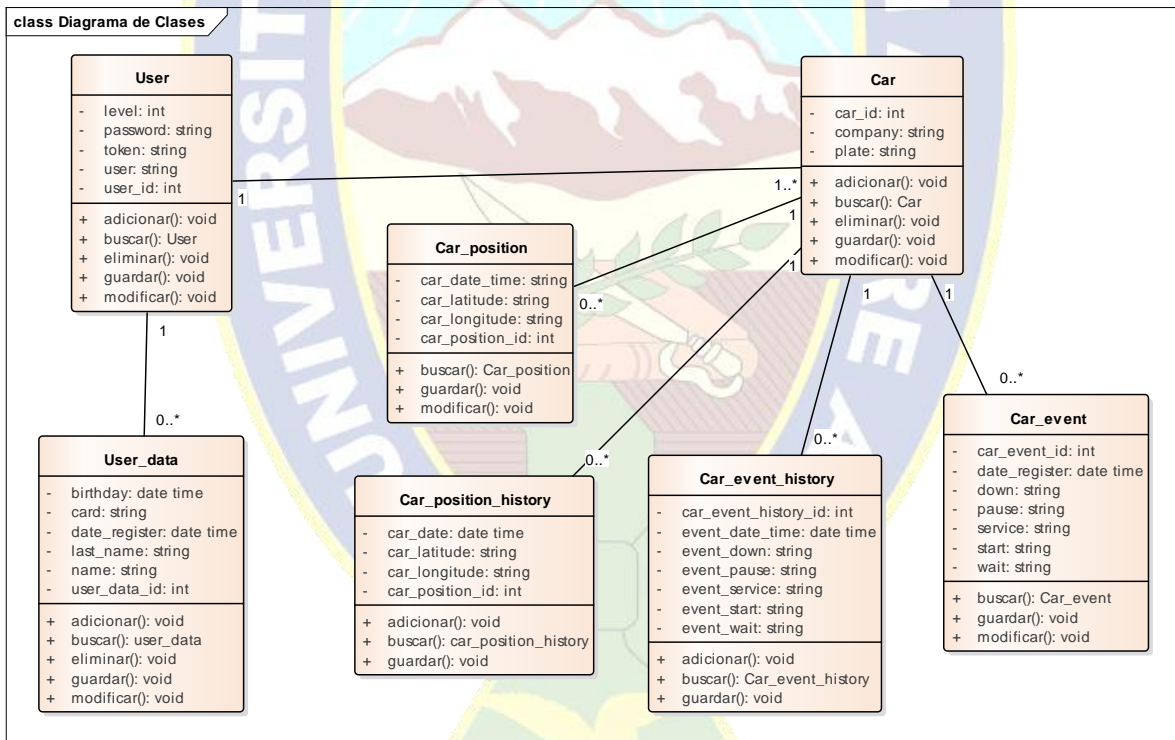 class Diagrama de Clases
User
- level: int
- password: string
- token: string
- user: string
- user_id: int
+ adicionar(): void
+ buscar(): User
+ eliminar(): void
+ guardar(): void
+ modificar(): void
Car
- car_id: int
- company: string
- plate: string
+ adicionar(): void
+ buscar(): Car
+ eliminar(): void
+ guardar(): void
+ modificar(): void
1
1..*
1
0..*
1
0..*
1
0..*
1
0..*
1
0..*
Car_position
- car_date_time: string
- car_latitude: string
- car_longitude: string
- car_position_id: int
+ buscar(): Car_position
+ guardar(): void
+ modificar(): void
User_data
- birthday: date time
- card: string
- date_register: date time
- last_name: string
- name: string
- user_data_id: int
+ adicionar(): void
+ buscar(): user_data
+ eliminar(): void
+ guardar(): void
+ modificar(): void
Car_position_history
- car_date: date time
- car_latitude: string
- car_longitude: string
- car_position_id: int
+ adicionar(): void
+ buscar(): car_position_history
+ guardar(): void
Car_event_history
- car_event_history_id: int
- event_date_time: date time
- event_down: string
- event_pause: string
- event_service: string
- event_start: string
- event_wait: string
+ adicionar(): void
+ buscar(): Car_event_history
+ guardar(): void
Car_event
- car_event_id: int
- date_register: date time
- down: string
- pause: string
- service: string
- start: string
- wait: string
+ buscar(): Car_event
+ guardar(): void
+ modificar(): void
UNIVERSIT